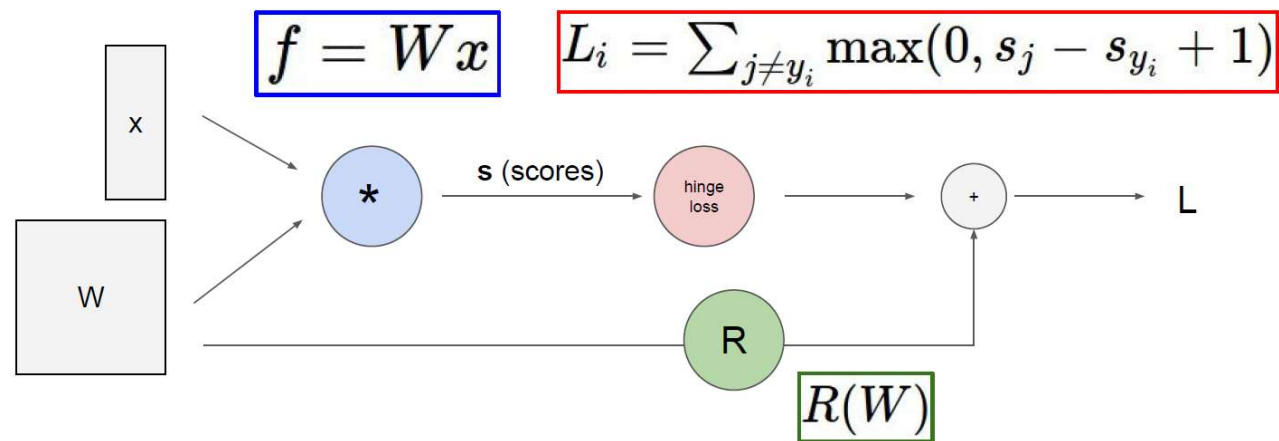 f = Wx
L_i = \sum_{j \neq y_i} \max(0, s_j - s_{y_i} + 1)
x
*
s (scores)
hinge
loss
+
L
W
R
R(W)